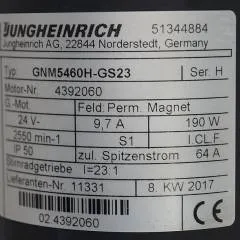 JUNGHEINRICH 51344884
Jungheinrich AG, 22844 Norderstedt, Germany
Typ: GNM5460H-GS23 Ser. H
Motor-Nr. 4392060
G.-Mot. Feld: Perm. Magnet
24 V- 9,7 A 190 W
2550 min-1 S1 I.CL.F
IP 50 zul. Spitzenstrom 64 A
Stirnradgetriebe I=23:1
Lieferanten-Nr. 11331 8. KW 2017
02.4392060